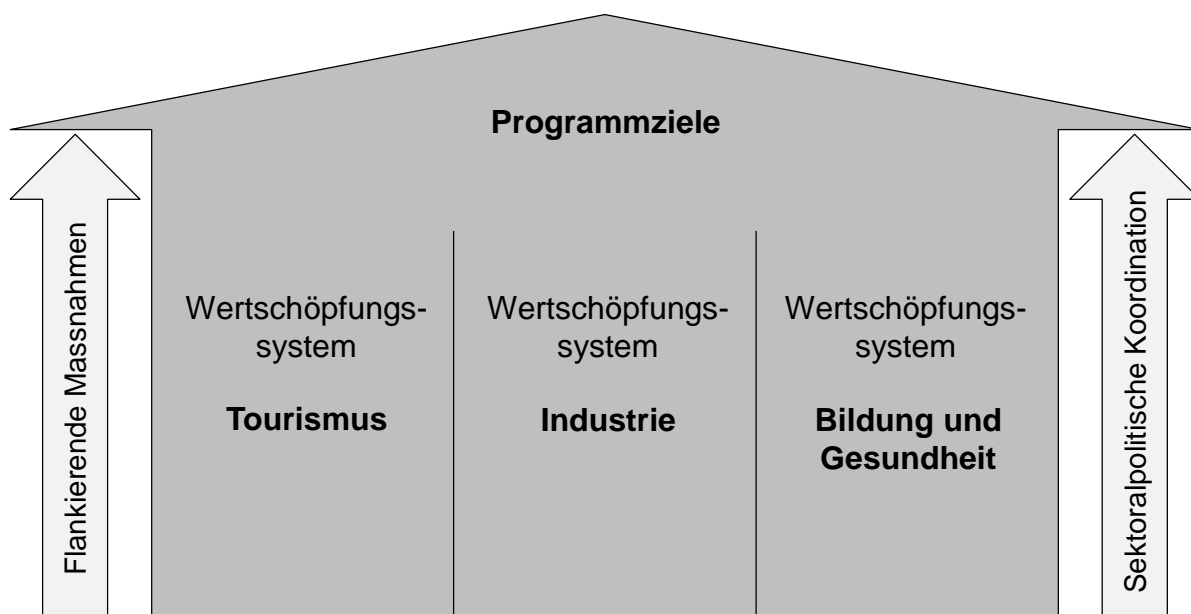 Programmziele
Flankierende Massnahmen
Wertschöpfungs-
system
Tourismus
Wertschöpfungs-
system
Industrie
Wertschöpfungs-
system
Bildung und
Gesundheit
Sektoralpolitische Koordination